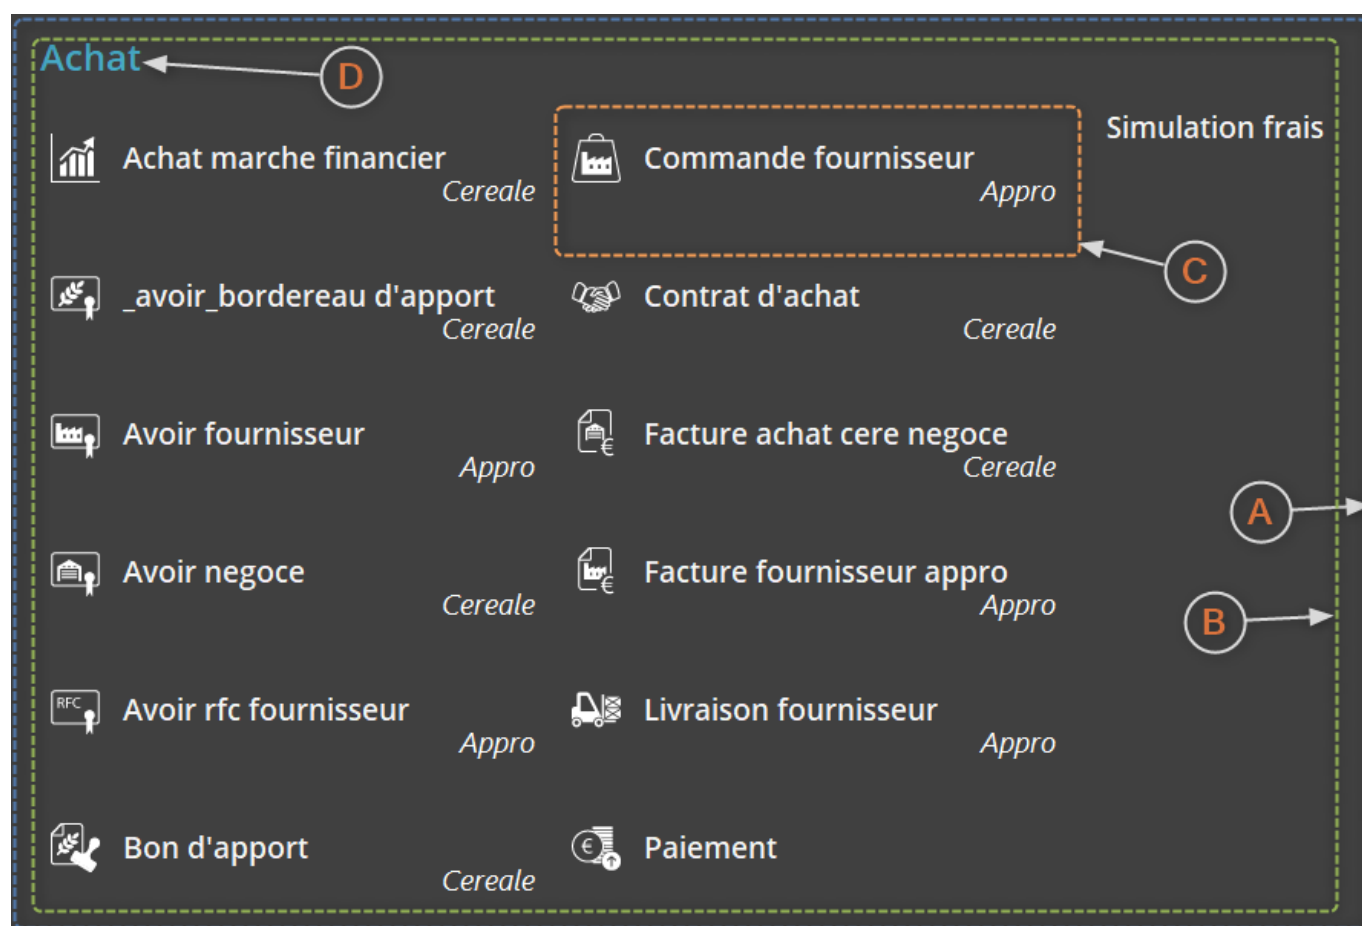 Achat
D
Achat marche financier
Cereale
Commande fournisseur
Appro
Simulation frais
C
_avoir_bordereau d'apport
Cereale
Contrat d'achat
Cereale
Avoir fournisseur
Appro
Facture achat cere negoce
Cereale
A
Avoir negoce
Cereale
Facture fournisseur appro
Appro
B
RFC
Avoir rfc fournisseur
Appro
Livraison fournisseur
Appro
Bon d'apport
Cereale
€
Paiement